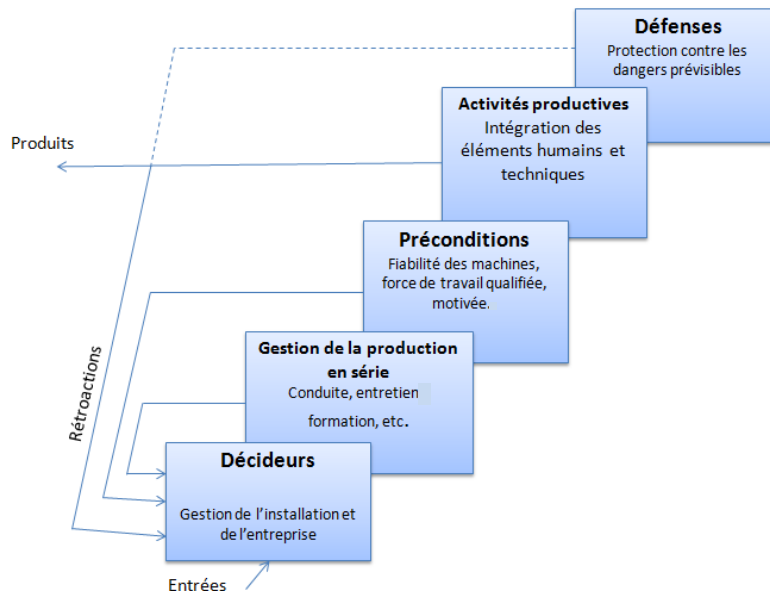 Défenses
Protection contre les
dangers prévisibles
Activités productives
Intégration des
éléments humains et
techniques
Produits
Préconditions
Fiabilité des machines,
force de travail qualifiée,
motivée.
Rétroactions
Gestion de la production
en série
Conduite, entretien
formation, etc.
Décideurs
Gestion de l'installation et
de l'entreprise
Entrées